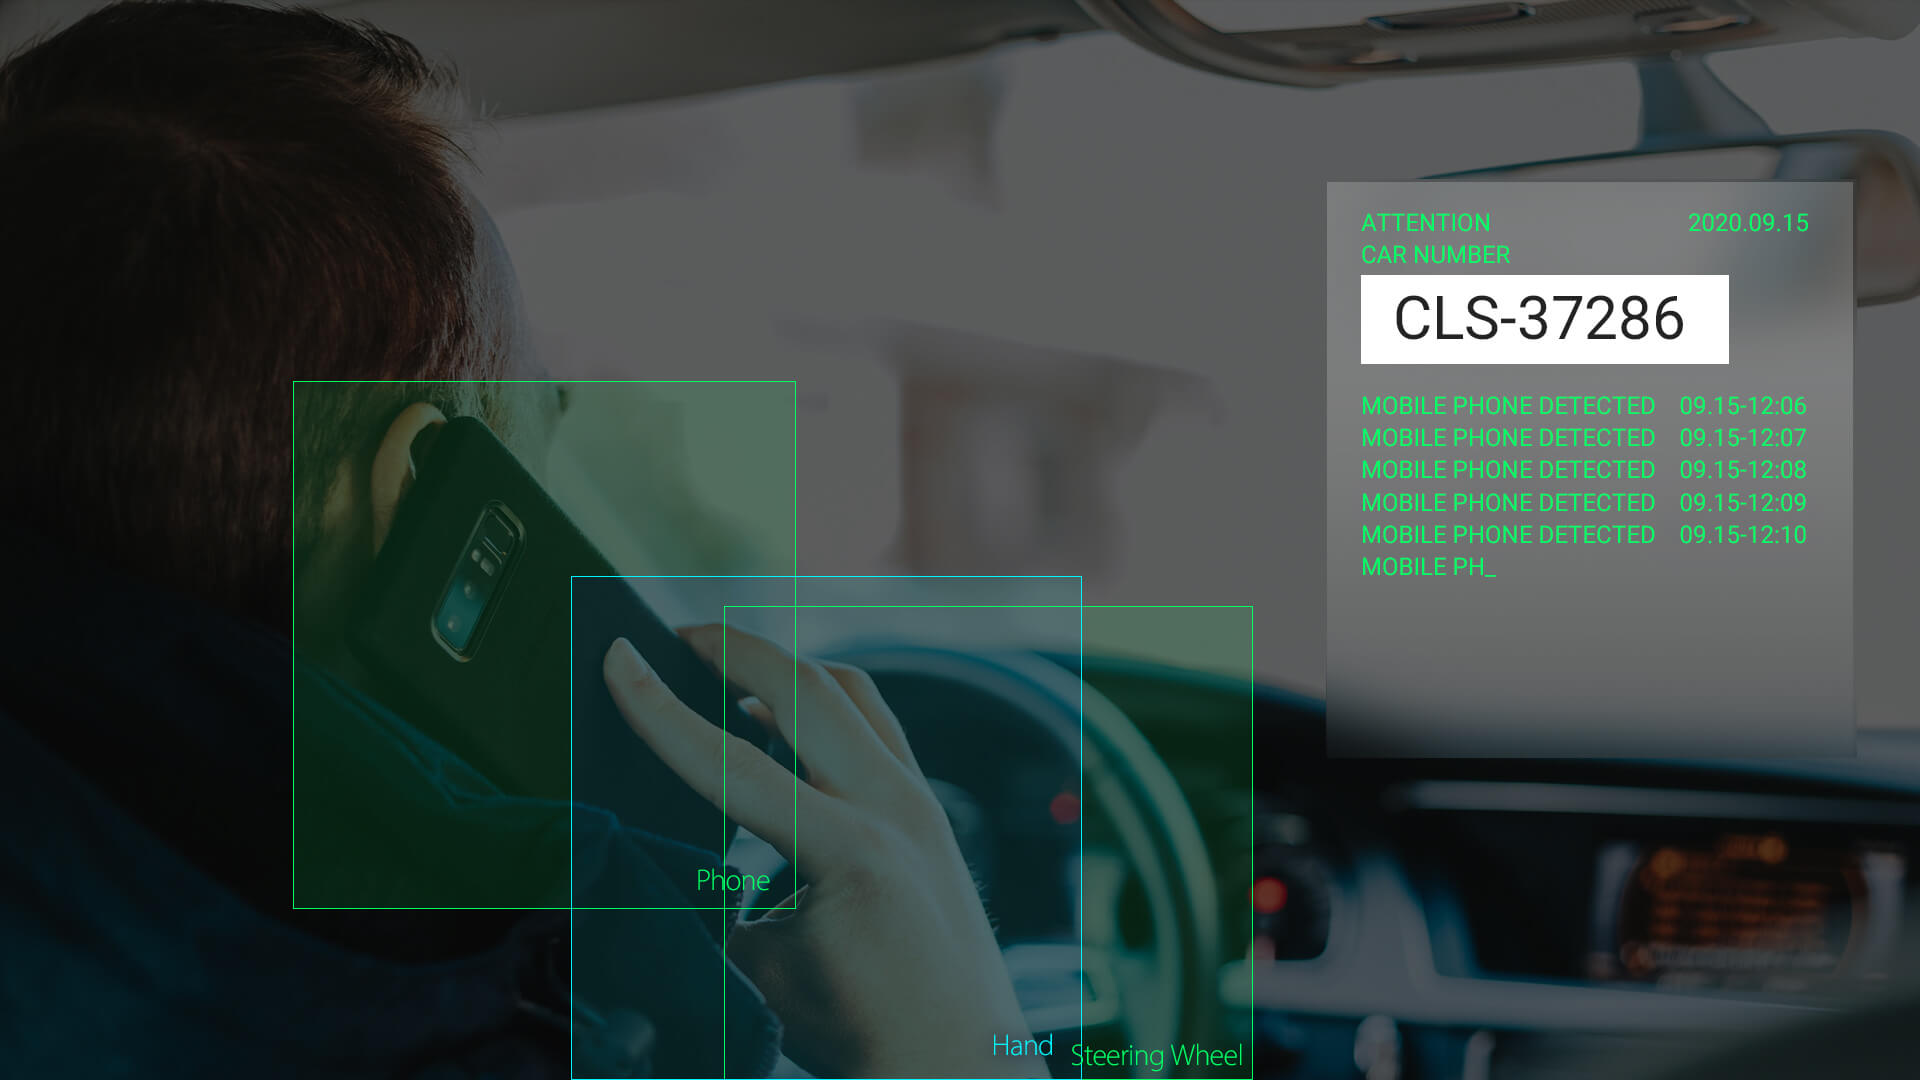 ATTENTION 2020.09.15
CAR NUMBER
CLS-37286
MOBILE PHONE DETECTED 09.15-12:06
MOBILE PHONE DETECTED 09.15-12:07
MOBILE PHONE DETECTED 09.15-12:08
MOBILE PHONE DETECTED 09.15-12:09
MOBILE PHONE DETECTED 09.15-12:10
MOBILE PH_
Phone
Hand
Steering Wheel